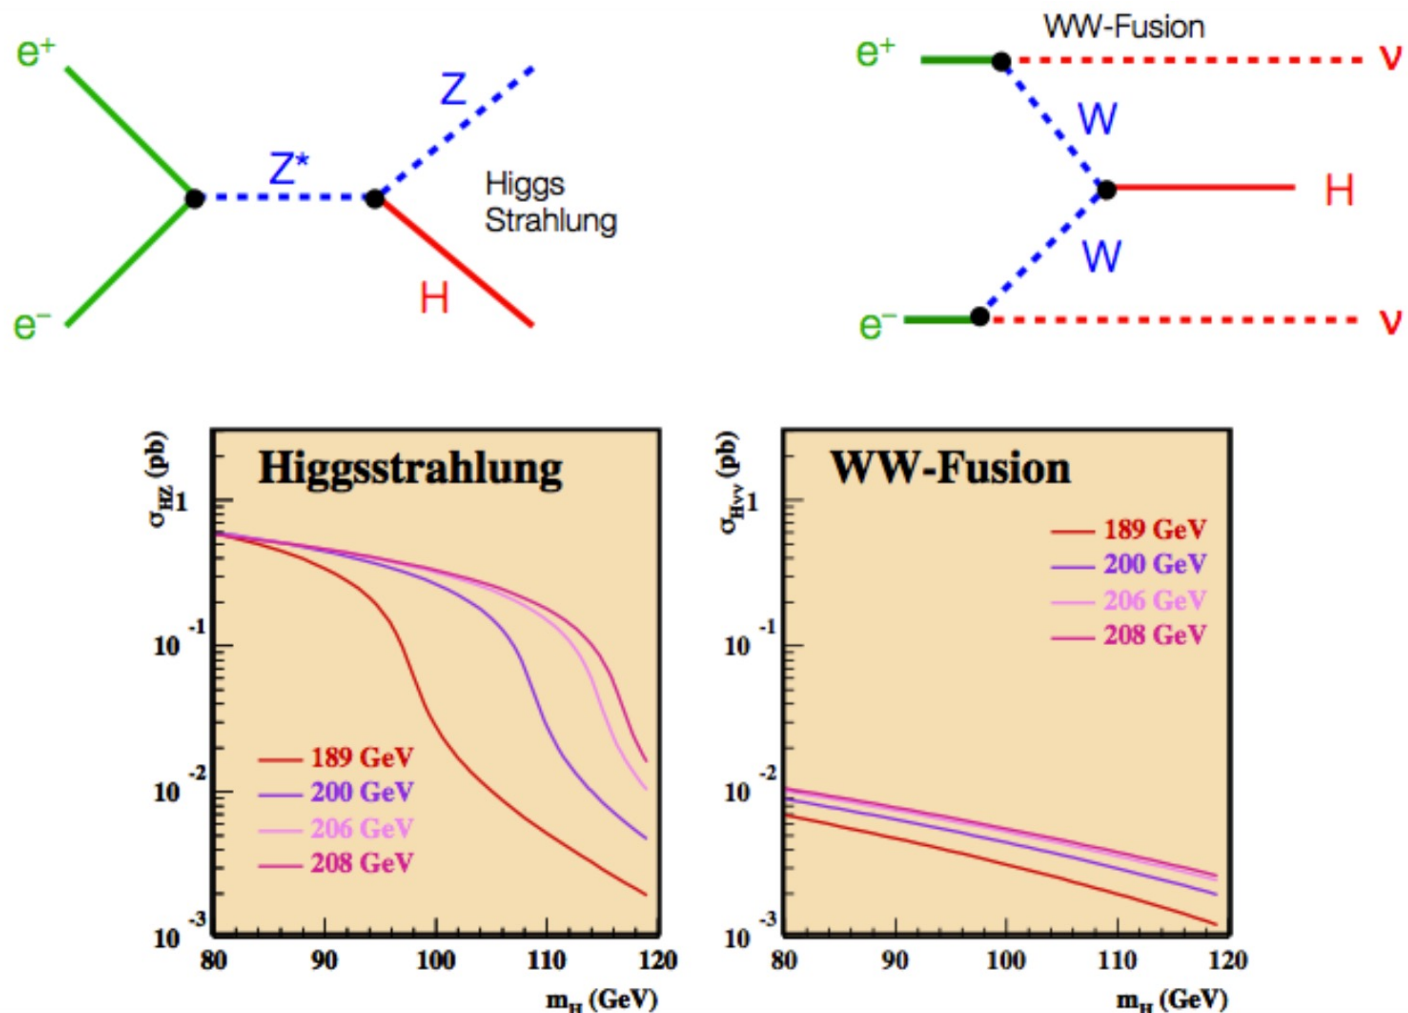 e⁺
Z
Z*
Higgs
Strahlung
H
e⁻
WW-Fusion
e⁺
ν
W
H
W
e⁻
ν
Higgsstrahlung
σHZ (pb)
1
10⁻¹
10⁻²
10⁻³
189 GeV
200 GeV
206 GeV
208 GeV
80 90 100 110 120
mH (GeV)
WW-Fusion
σHνν (pb)
1
10⁻¹
10⁻²
10⁻³
189 GeV
200 GeV
206 GeV
208 GeV
80 90 100 110 120
mH (GeV)